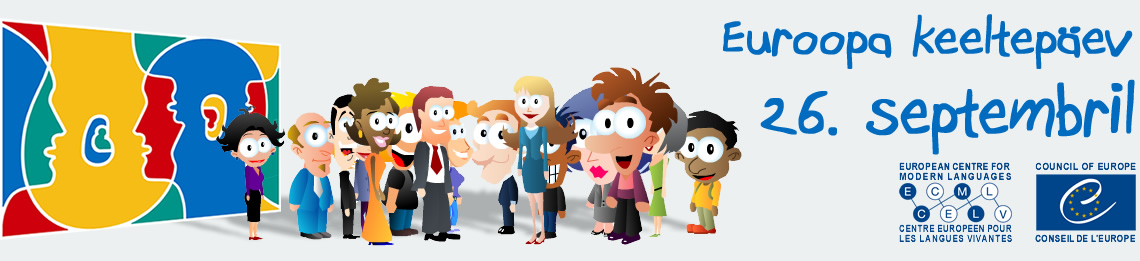 Euroopa keeltepäev
26. septembril
EUROPEAN CENTRE FOR
MODERN LANGUAGES
E C M L
C E L V
CENTRE EUROPEEN POUR
LES LANGUES VIVANTES
COUNCIL OF EUROPE
CONSEIL DE L'EUROPE